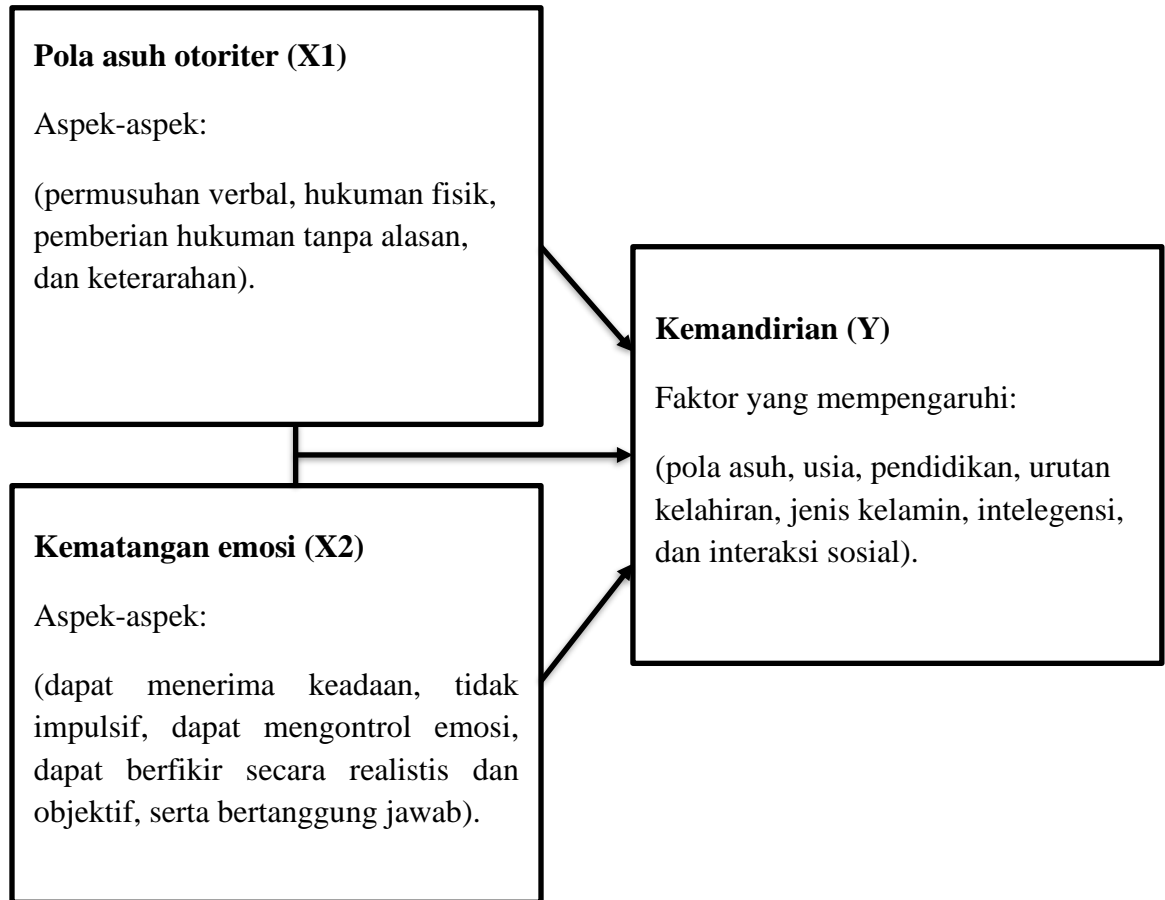 Pola asuh otoriter (X1)
Aspek-aspek:
(permusuhan verbal, hukuman fisik,
pemberian hukuman tanpa alasan,
dan keterarahan).
Kemandirian (Y)
Faktor yang mempengaruhi:
(pola asuh, usia, pendidikan, urutan
kelahiran, jenis kelamin, intelegensi,
dan interaksi sosial).
Kematangan emosi (X2)
Aspek-aspek:
(dapat menerima keadaan, tidak
impulsif, dapat mengontrol emosi,
dapat berfikir secara realistis dan
objektif, serta bertanggung jawab).